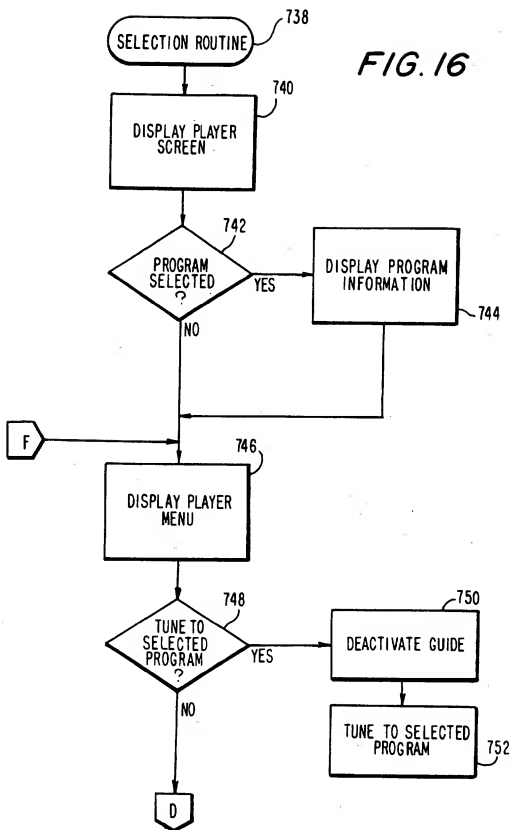 SELECTION ROUTINE
738
FIG. 16
740
DISPLAY PLAYER
SCREEN
742
PROGRAM
SELECTED
?
YES
NO
DISPLAY PROGRAM
INFORMATION
744
F
746
DISPLAY PLAYER
MENU
748
TUNE TO
SELECTED
PROGRAM
?
YES
NO
750
DEACTIVATE GUIDE
TUNE TO SELECTED
PROGRAM
752
D